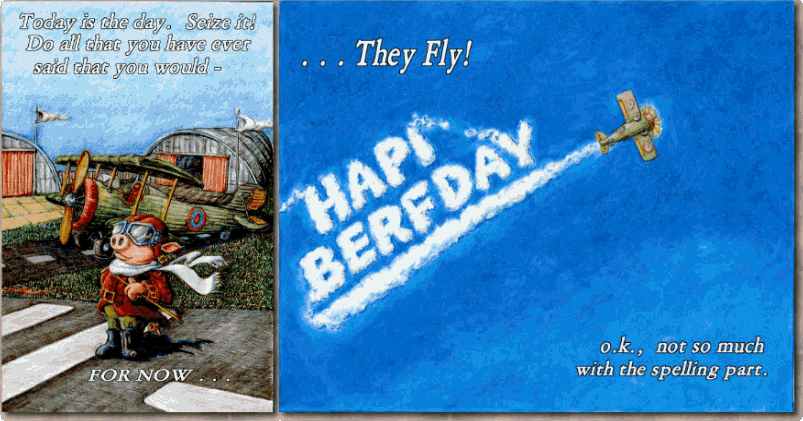 Today is the day. Seize it!
Do all that you have ever
said that you would -
FOR NOW . . .
. . . They Fly!
HAPI
BERFDAY
o.k., not so much
with the spelling part.